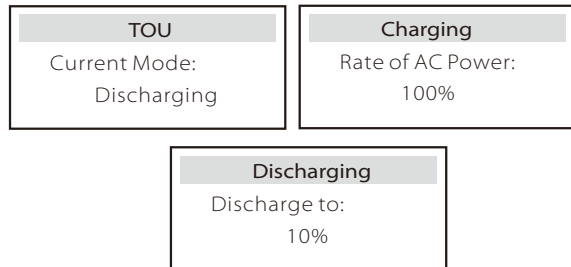 TOU
Current Mode:
Discharging
Charging
Rate of AC Power:
100%
Discharging
Discharge to:
10%